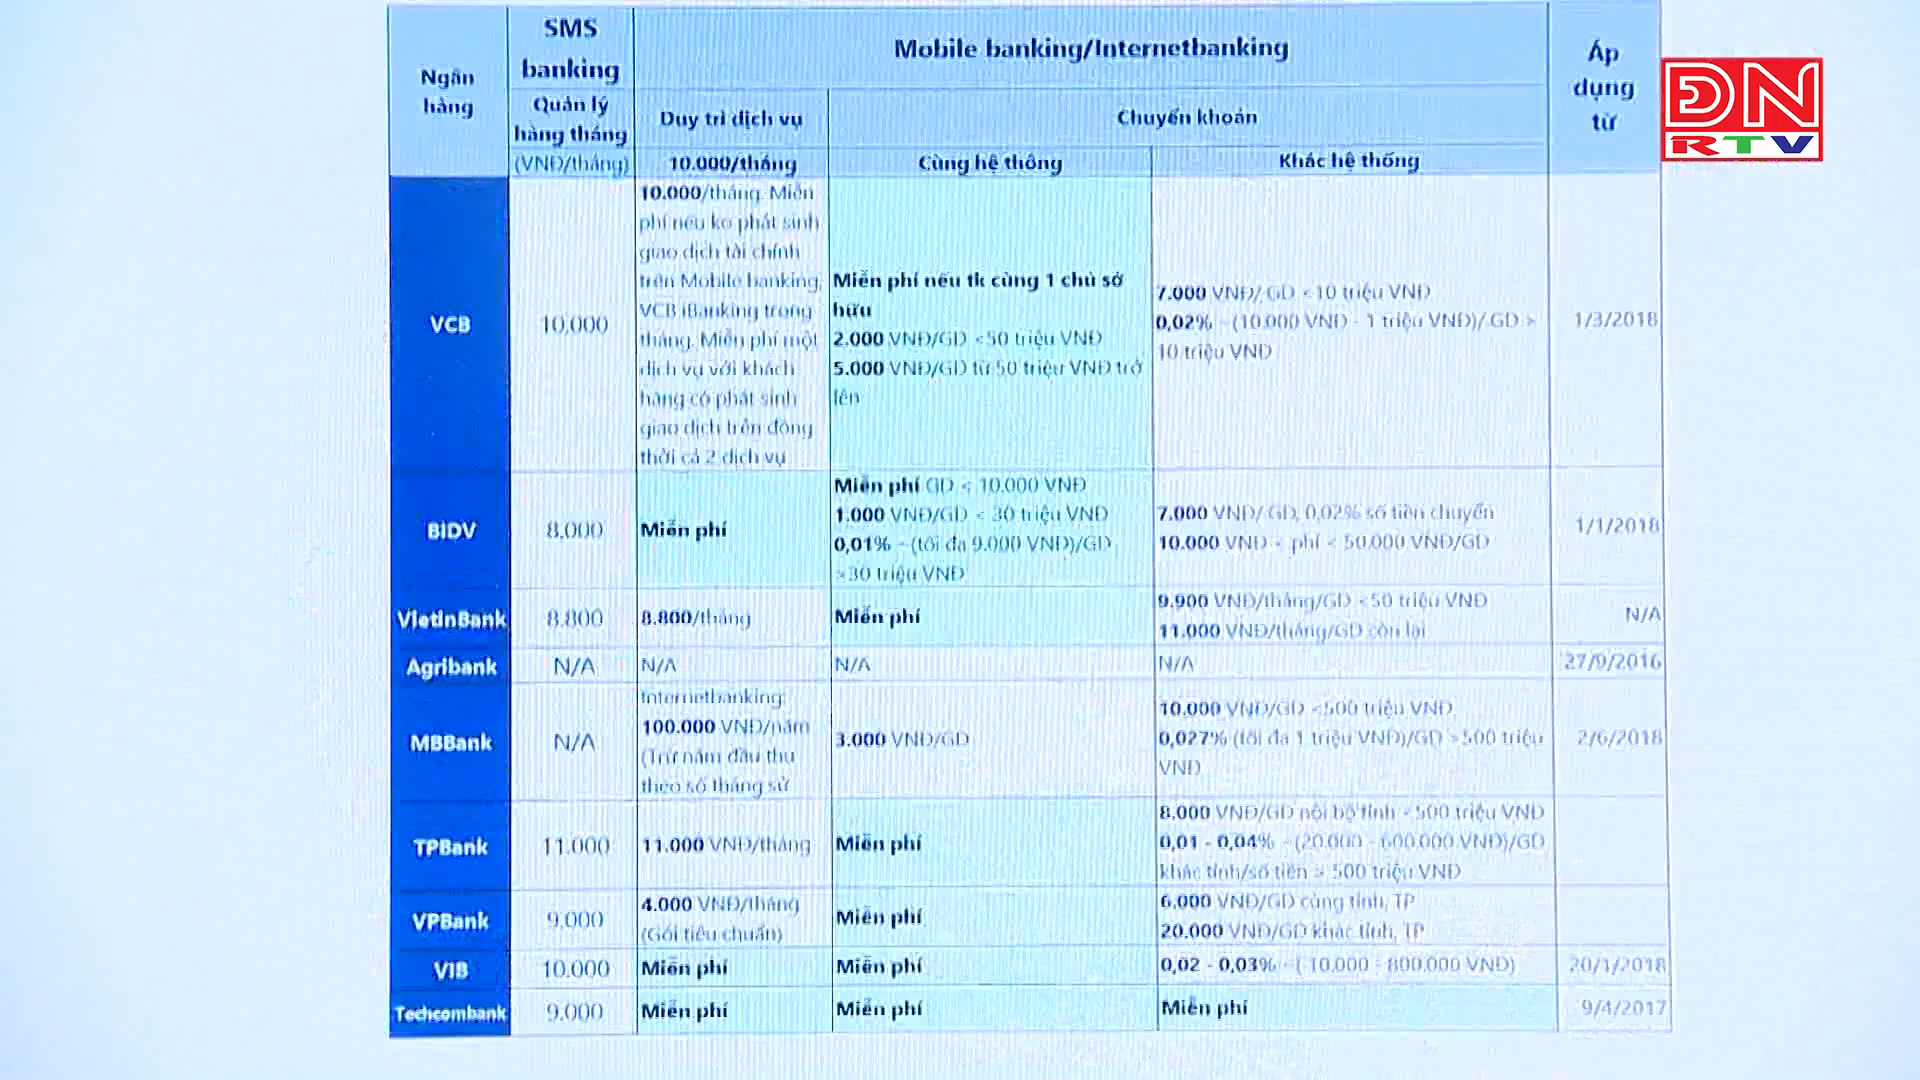 Ngân
hàng
SMS
banking
Quản lý
hàng tháng
(VNĐ/tháng)
Mobile banking/Internetbanking
Duy trì dịch vụ
10.000/tháng
Chuyển khoản
Cùng hệ thống
Khác hệ thống
Áp
dụng
từ
ĐN
RTV
VCB
10.000
10.000/tháng. Miễn
phí nếu ko phát sinh
giao dịch tài chính
trên Mobile banking,
VCB iBanking trong
tháng. Miễn phí một
dịch vụ với khách
hàng có phát sinh
giao dịch trên đồng
thời cả 2 dịch vụ
Miễn phí nếu tk cùng 1 chủ sở
hữu
2.000 VNĐ/GD <50 triệu VNĐ
5.000 VNĐ/GD từ 50 triệu VNĐ trở
lên
7.000 VNĐ/ GD <10 triệu VNĐ
0,02% ~(10.000 VNĐ - 1 triệu VNĐ)/ GD >
10 triệu VNĐ
1/3/2018
BIDV
8.000
Miễn phí
Miễn phí GD < 10.000 VNĐ
1.000 VNĐ/GD < 30 triệu VNĐ
0,01% ~(tối đa 9.000 VNĐ)/GD
>30 triệu VNĐ
7.000 VNĐ/ GD, 0,02% số tiền chuyển
10.000 VNĐ < phí < 50.000 VNĐ/GD
1/1/2018
VietinBank
8.800
8.800/tháng
Miễn phí
9.900 VNĐ/tháng/GD <50 triệu VNĐ
11.000 VNĐ/tháng/GD còn lại
N/A
Agribank
N/A
N/A
N/A
N/A
27/9/2016
MBBank
N/A
Internetbanking:
100.000 VNĐ/năm
(Trừ năm đầu thu
theo số tháng sử
3.000 VNĐ/GD
10.000 VNĐ/GD <500 triệu VNĐ
0,027% (tối đa 1 triệu VNĐ)/GD >500 triệu
VNĐ
2/6/2018
TPBank
11.000
11.000 VNĐ/tháng
Miễn phí
8.000 VNĐ/GD nội bộ tỉnh < 500 triệu VNĐ
0,01 - 0,04% ~(20.000 - 600.000 VNĐ)/GD
khác tỉnh/số tiền > 500 triệu VNĐ
VPBank
9.000
4.000 VNĐ/tháng
(Gói tiêu chuẩn)
Miễn phí
6.000 VNĐ/GD cùng tỉnh, TP
20.000 VNĐ/GD khác tỉnh, TP
VIB
10.000
Miễn phí
Miễn phí
0,02 - 0,03% ~( 10.000 - 800.000 VNĐ)
20/1/2018
Techcombank
9.000
Miễn phí
Miễn phí
Miễn phí
9/4/2017